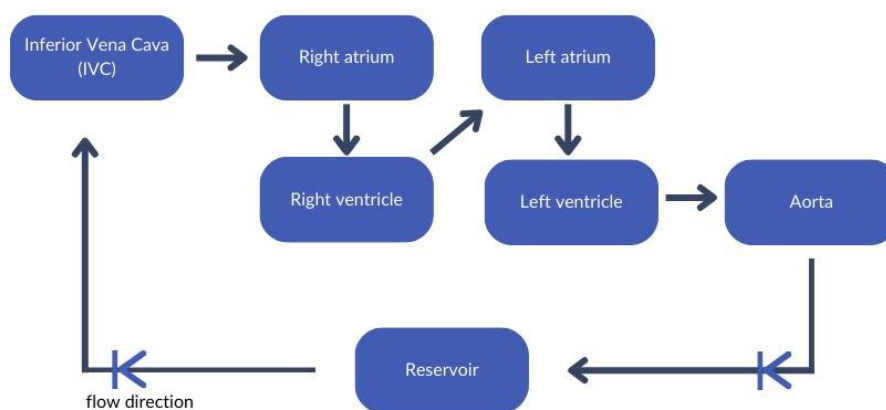 Inferior Vena Cava
(IVC)
Right atrium
Left atrium
Right ventricle
Left ventricle
Aorta
Reservoir
flow direction